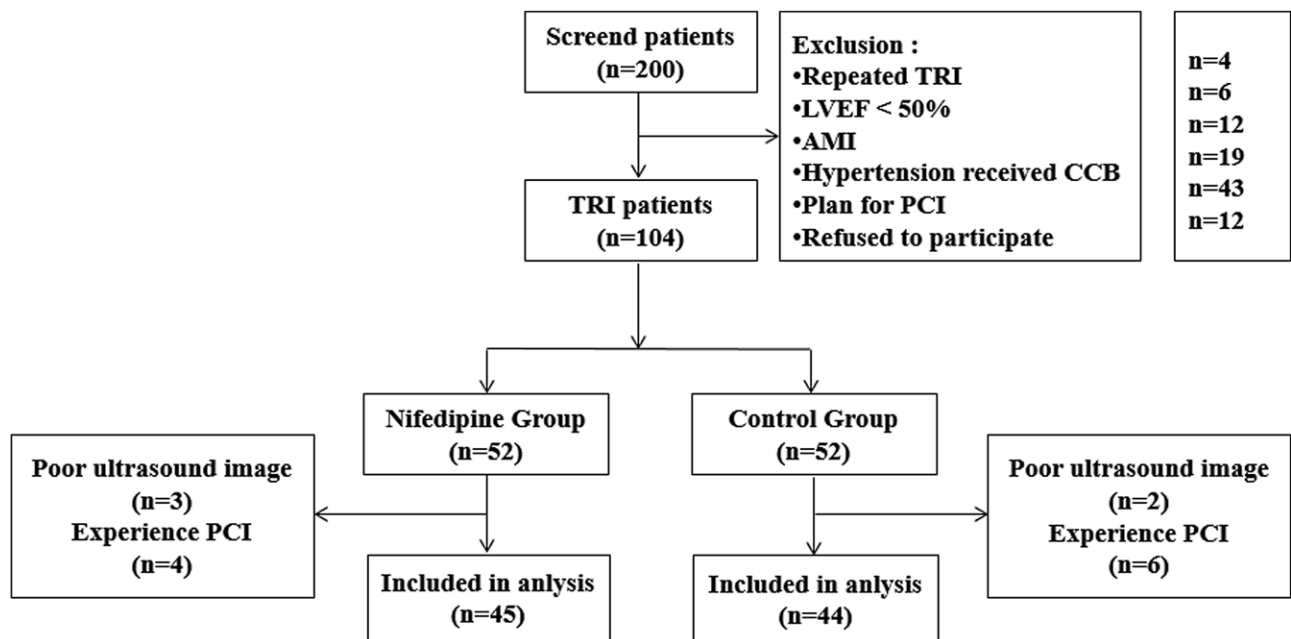 Screend patients
(n=200)
Exclusion :
•Repeated TRI
•LVEF < 50%
•AMI
•Hypertension received CCB
•Plan for PCI
•Refused to participate
n=4
n=6
n=12
n=19
n=43
n=12
TRI patients
(n=104)
Nifedipine Group
(n=52)
Control Group
(n=52)
Poor ultrasound image
(n=3)
Experience PCI
(n=4)
Poor ultrasound image
(n=2)
Experience PCI
(n=6)
Included in anlysis
(n=45)
Included in anlysis
(n=44)